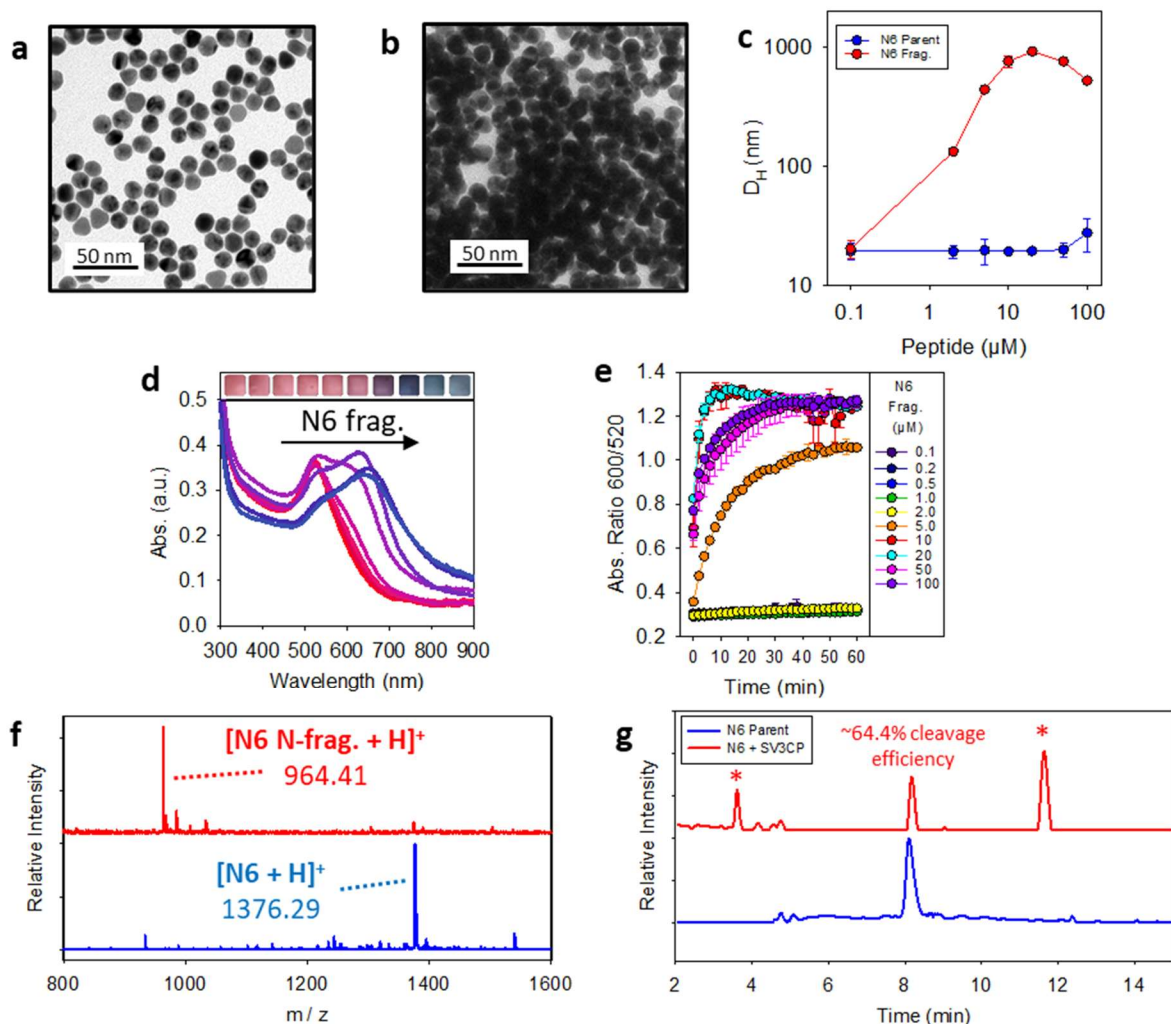 a
50 nm
b
50 nm
c
N6 Parent
N6 Frag.
1000
100
10
D_H (nm)
0.1 1 10 100
Peptide (µM)
d
N6 frag.
0.5
0.4
0.3
0.2
0.1
0.0
Abs. (a.u.)
300 400 500 600 700 800 900
Wavelength (nm)
e
1.4
1.2
1.0
0.8
0.6
0.4
0.2
Abs. Ratio 600/520
0 10 20 30 40 50 60
Time (min)
N6
Frag.
(µM)
0.1
0.2
0.5
1.0
2.0
5.0
10
20
50
100
f
[N6 N-frag. + H]⁺
964.41
[N6 + H]⁺
1376.29
Relative Intensity
800 1000 1200 1400 1600
m / z
g
N6 Parent
N6 + SV3CP
~64.4% cleavage
efficiency
*
*
Relative Intensity
2 4 6 8 10 12 14
Time (min)